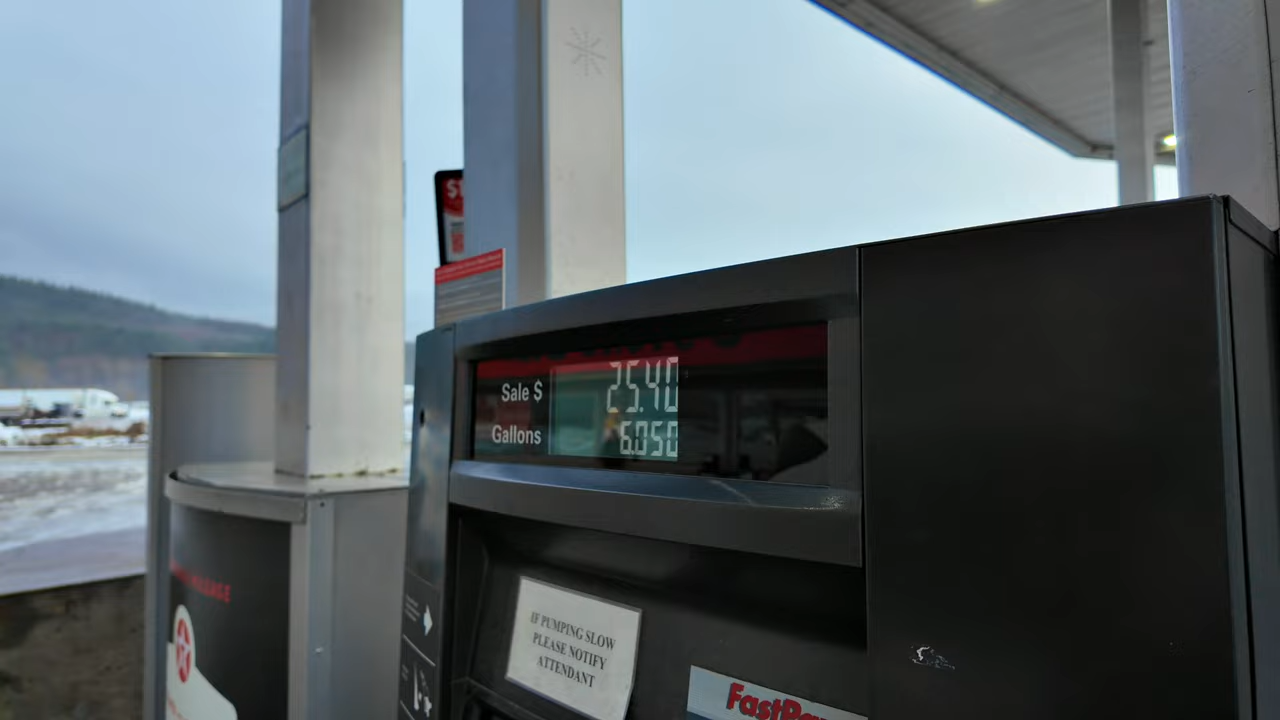 Sale $
25.40
Gallons
6.050
IF PUMPING SLOW
PLEASE NOTIFY
ATTENDANT